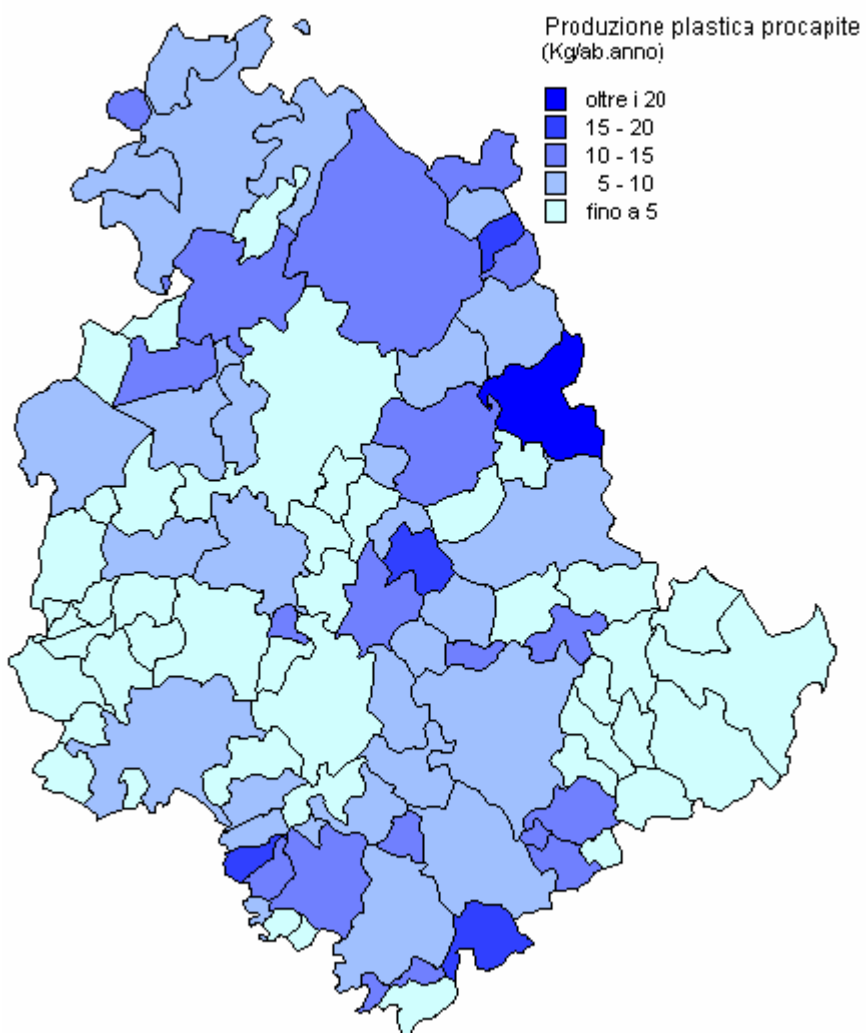 Produzione plastica procapite
(Kg/ab.anno)
oltre i 20
15 - 20
10 - 15
5 - 10
fino a 5